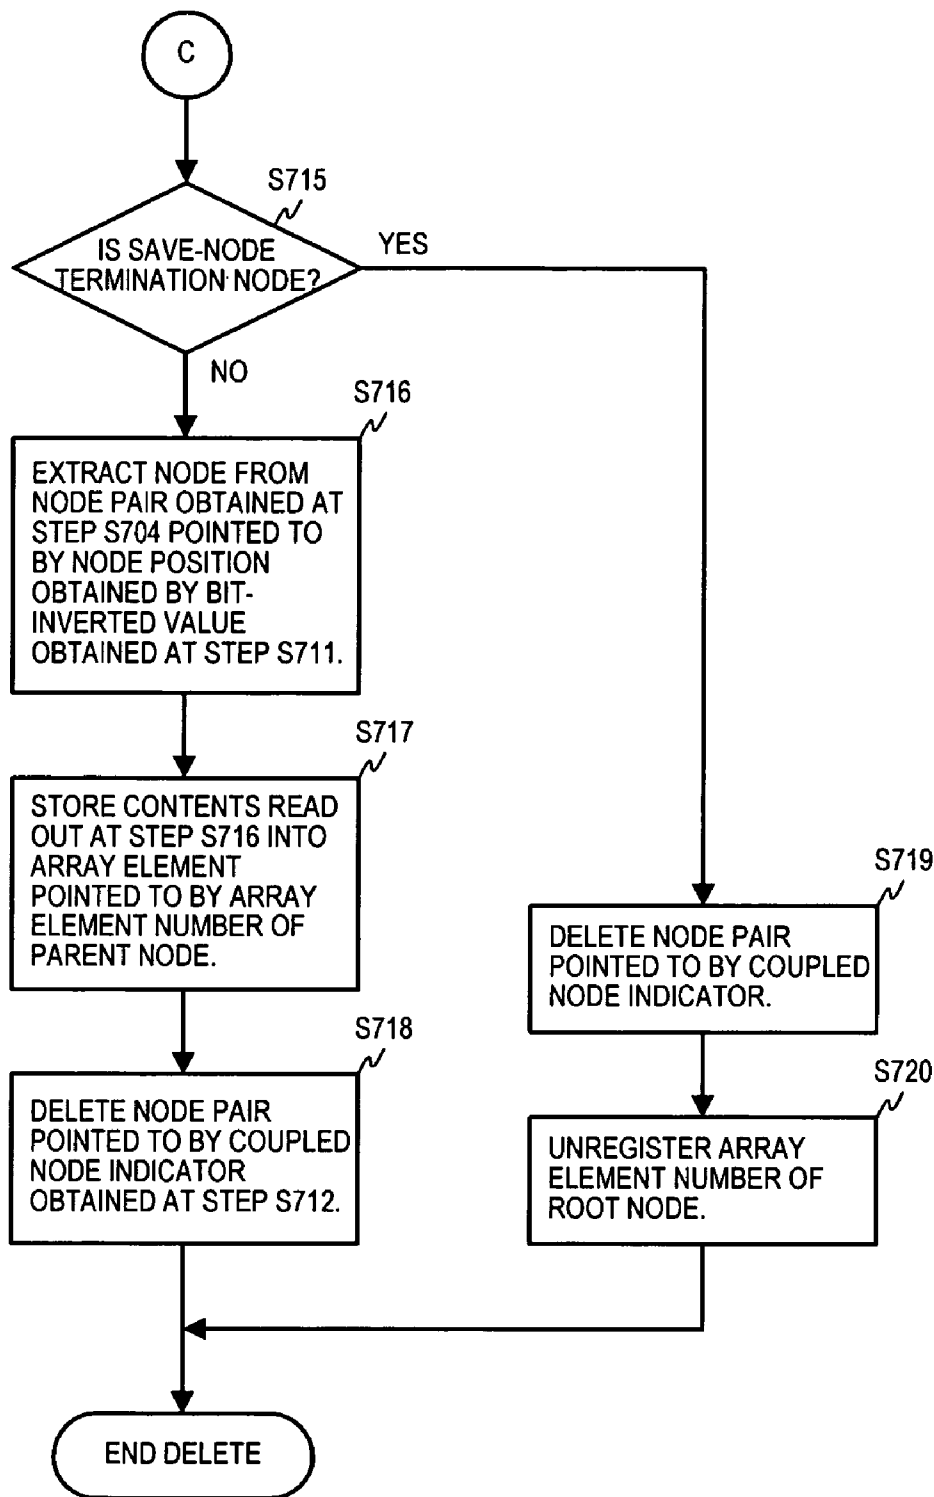 C
S715
IS SAVE-NODE
TERMINATION NODE?
YES
NO
S716
EXTRACT NODE FROM
NODE PAIR OBTAINED AT
STEP S704 POINTED TO
BY NODE POSITION
OBTAINED BY BIT-
INVERTED VALUE
OBTAINED AT STEP S711.
S717
STORE CONTENTS READ
OUT AT STEP S716 INTO
ARRAY ELEMENT
POINTED TO BY ARRAY
ELEMENT NUMBER OF
PARENT NODE.
S718
DELETE NODE PAIR
POINTED TO BY COUPLED
NODE INDICATOR
OBTAINED AT STEP S712.
S719
DELETE NODE PAIR
POINTED TO BY COUPLED
NODE INDICATOR.
S720
UNREGISTER ARRAY
ELEMENT NUMBER OF
ROOT NODE.
END DELETE